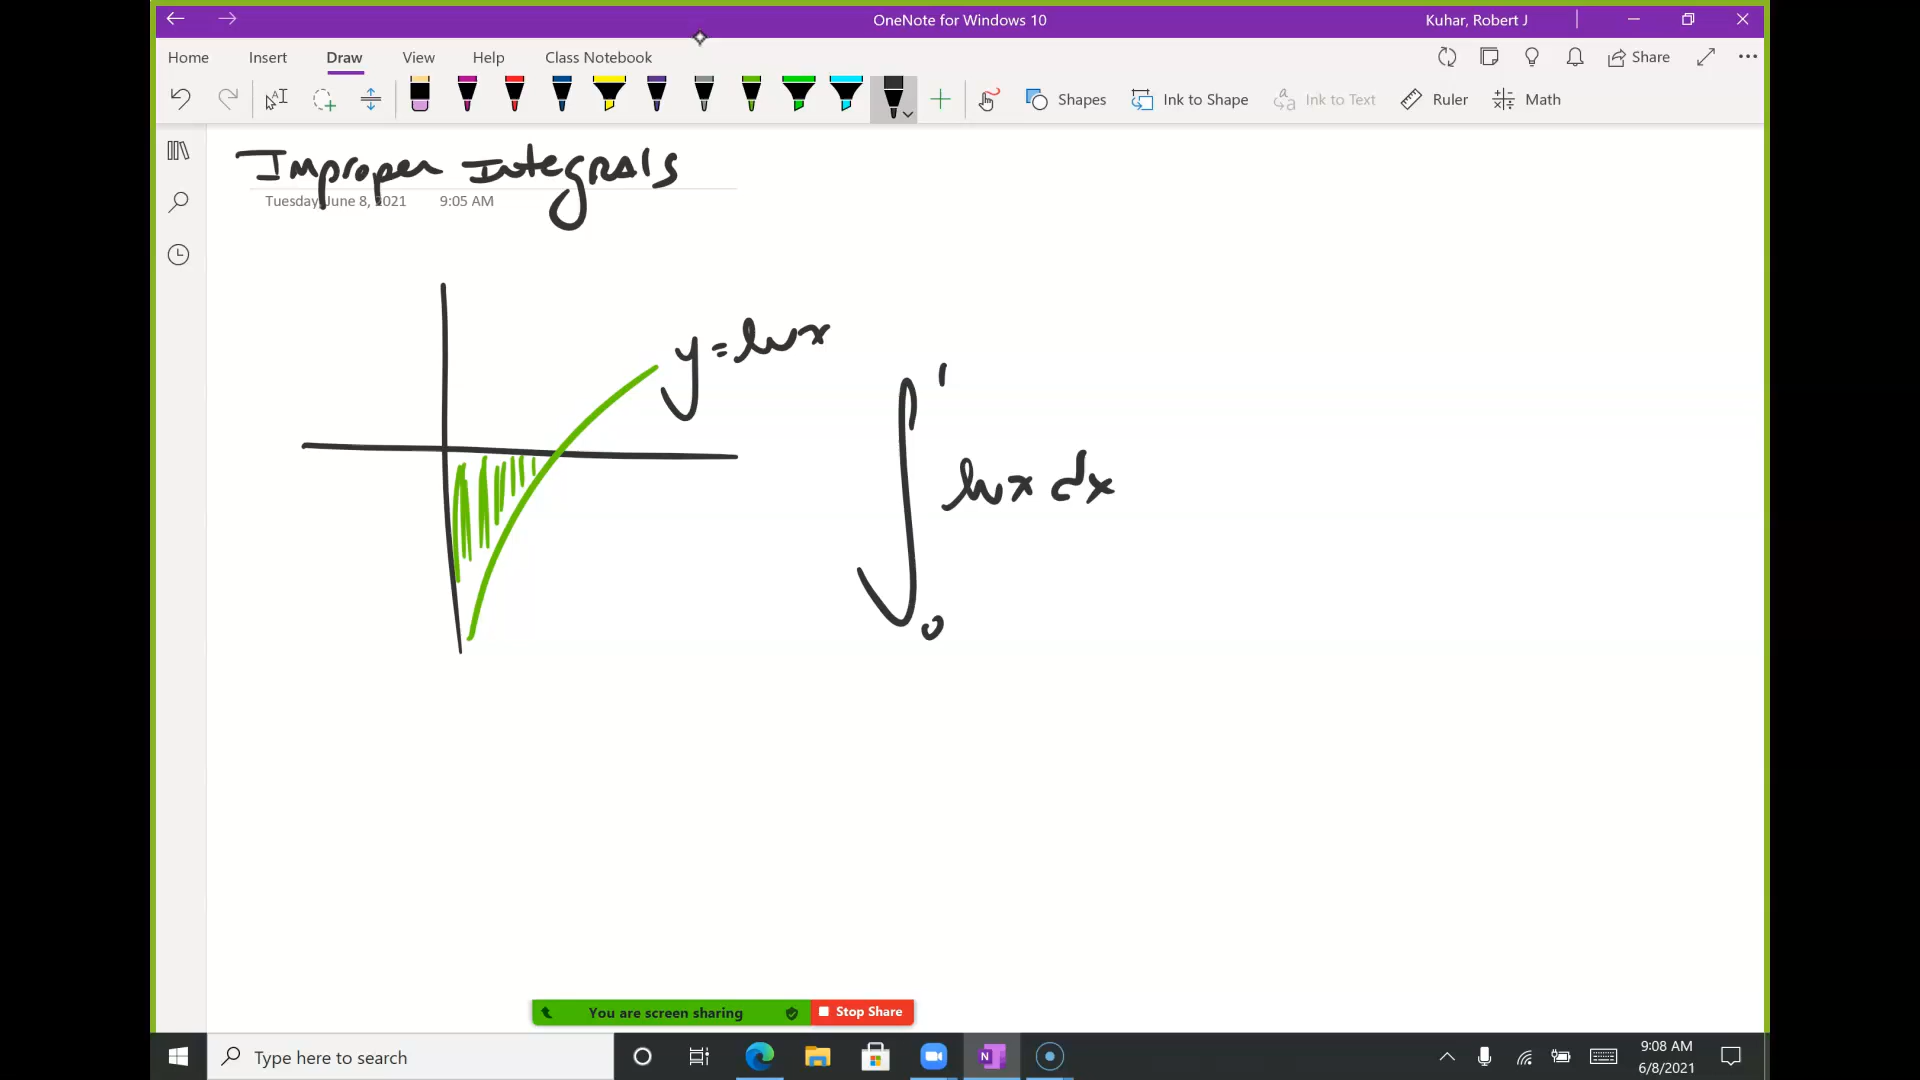 OneNote for Windows 10
Kuhar, Robert J
Home Insert Draw View Help Class Notebook
Share
Shapes Ink to Shape Ink to Text Ruler Math
Improper Integrals
Tuesday, June 8, 2021 9:05 AM
y = ln x
∫₀¹ ln x dx
You are screen sharing Stop Share
Type here to search
9:08 AM
6/8/2021